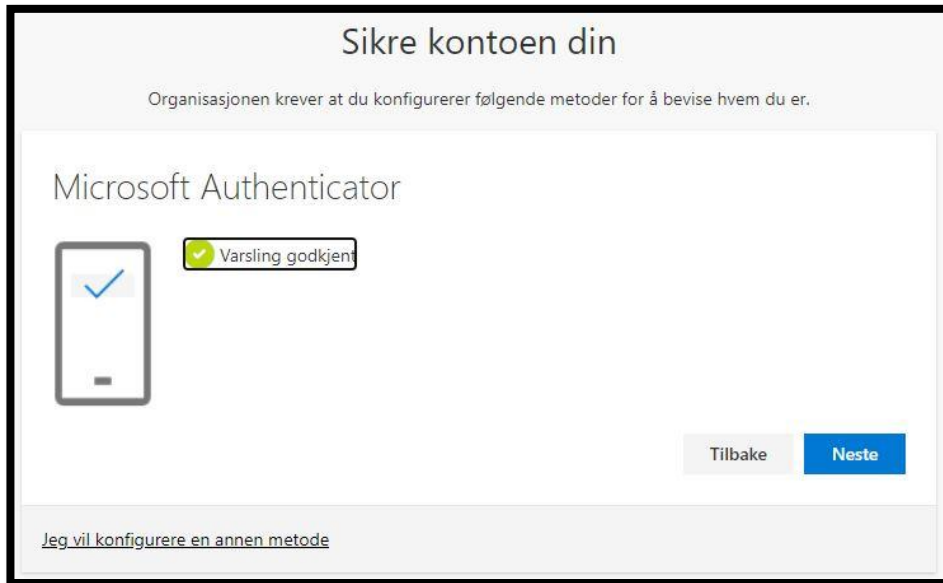 Sikre kontoen din
Organisasjonen krever at du konfigurerer følgende metoder for å bevise hvem du er.
Microsoft Authenticator
Varsling godkjent
Tilbake Neste
Jeg vil konfigurere en annen metode